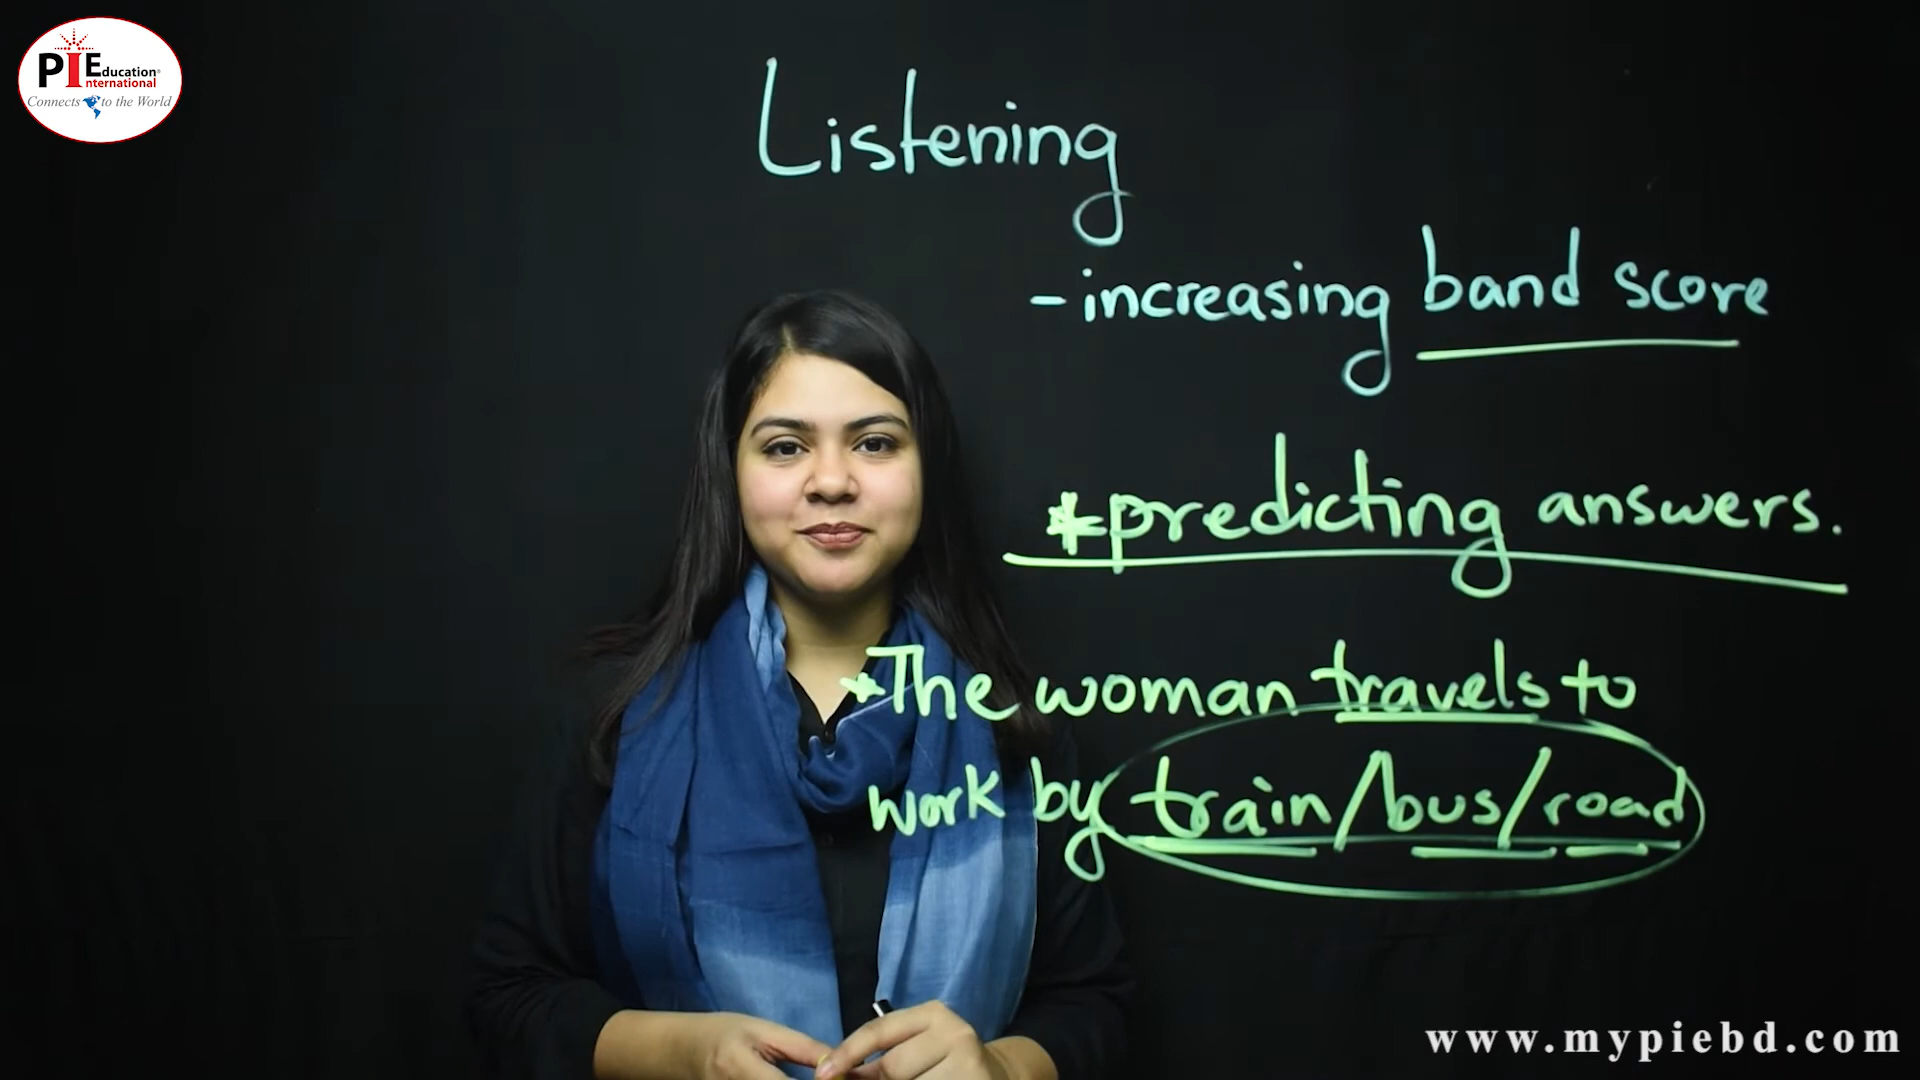 PIEducation
International
Connects to the World
Listening
- increasing band score
* predicting answers.
* The woman travels to
work by train/bus/road
www.mypiebd.com